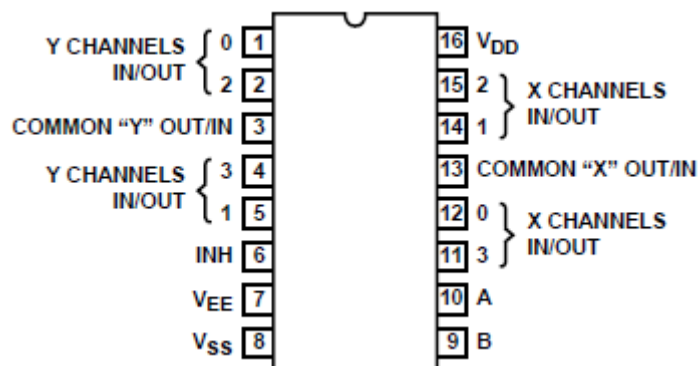 Y CHANNELS IN/OUT 0 1 16 VDD
2 2 15 2 X CHANNELS IN/OUT
COMMON “Y” OUT/IN 3 14 1
Y CHANNELS IN/OUT 3 4 13 COMMON “X” OUT/IN
1 5 12 0 X CHANNELS IN/OUT
INH 6 11 3
VEE 7 10 A
VSS 8 9 B